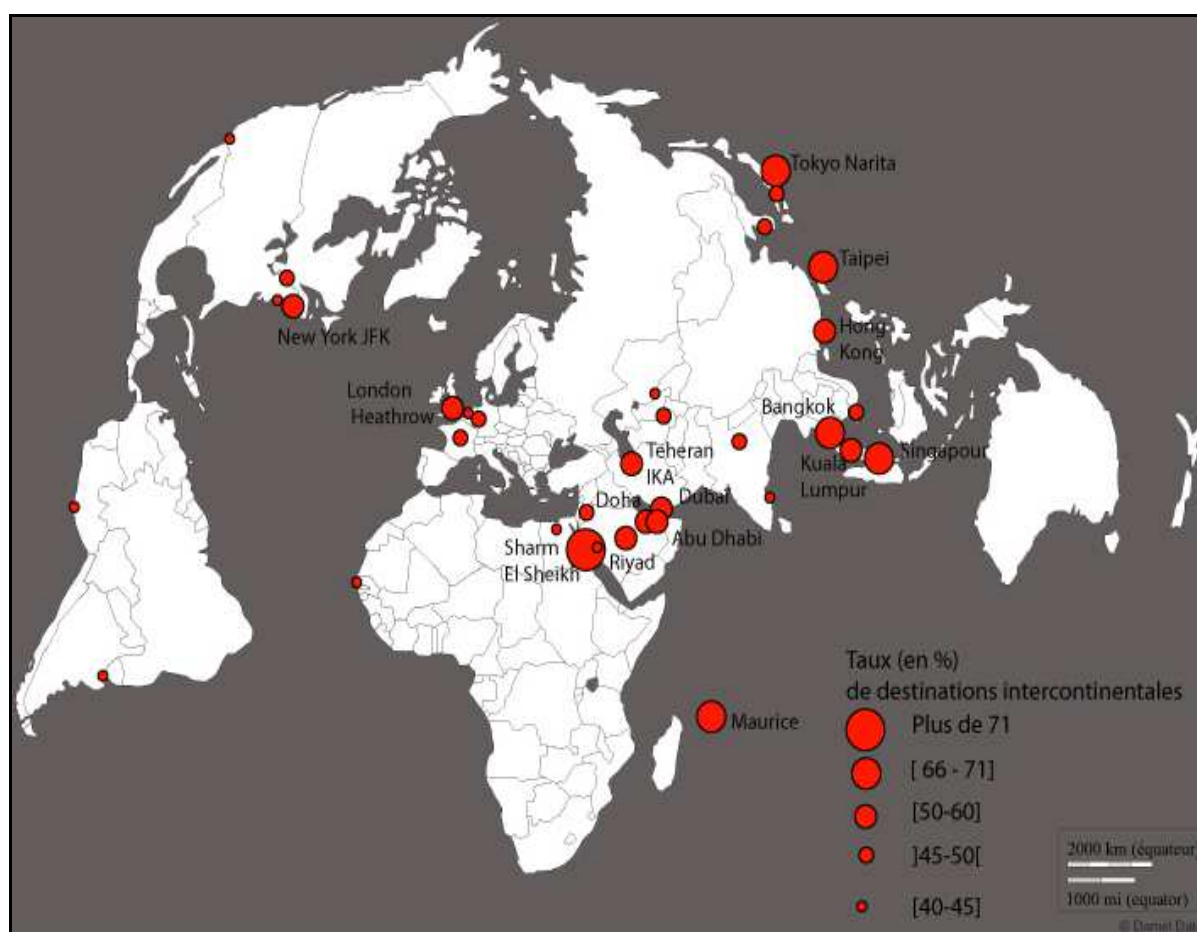 Tokyo Narita
Taipei
Hong
Kong
New York JFK
London
Heathrow
Bangkok
Singapour
Kuala
Lumpur
Teheran
IKA
Doha
Dubaï
Abu Dhabi
Sharm
El Sheikh
Riyad
Maurice
Taux (en %)
de destinations intercontinentales
Plus de 71
[ 66 - 71]
[50-60]
]45-50[
[40-45]
2000 km (équateur
1000 mi (equator)